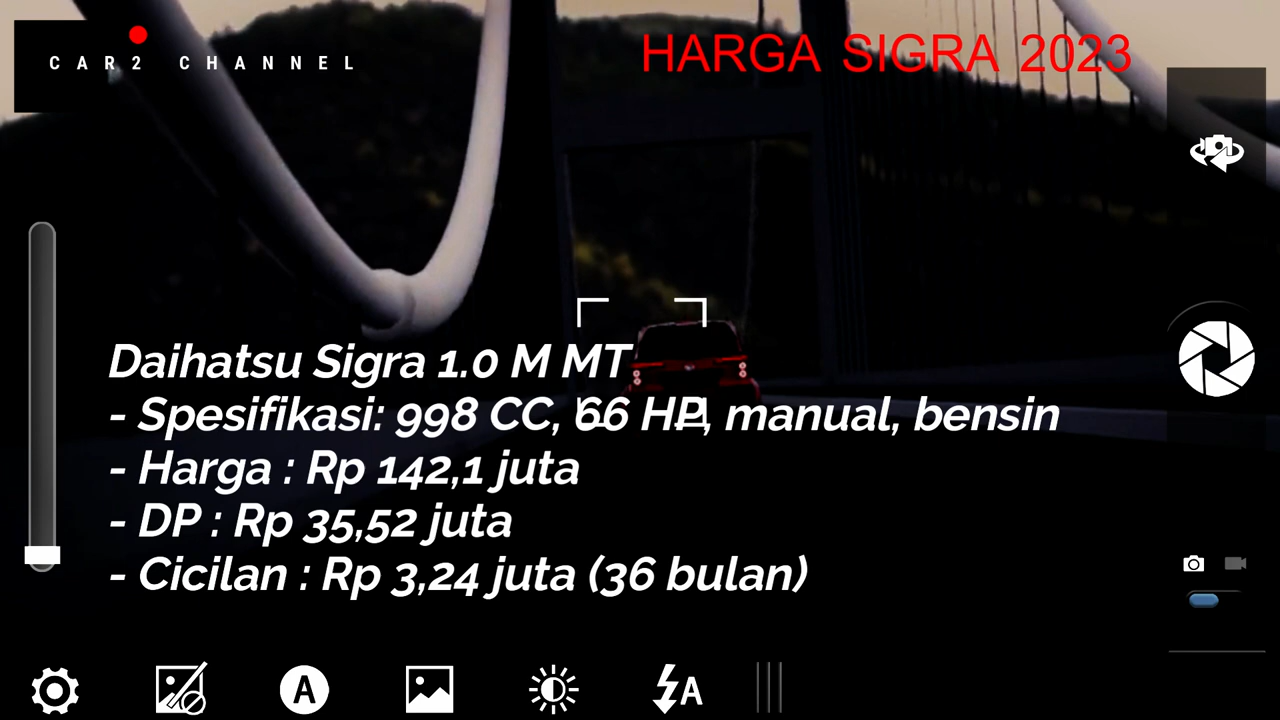 CAR2 CHANNEL
HARGA SIGRA 2023
Daihatsu Sigra 1.0 M MT
- Spesifikasi: 998 CC, 66 HP, manual, bensin
- Harga : Rp 142,1 juta
- DP : Rp 35,52 juta
- Cicilan : Rp 3,24 juta (36 bulan)
A
A